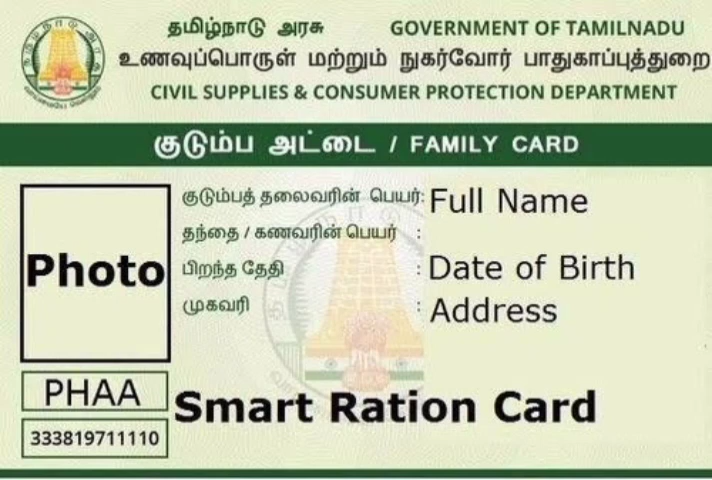 தமிழ்நாடு அரசு GOVERNMENT OF TAMILNADU
உணவுப்பொருள் மற்றும் நுகர்வோர் பாதுகாப்புத்துறை
CIVIL SUPPLIES & CONSUMER PROTECTION DEPARTMENT
குடும்ப அட்டை / FAMILY CARD
குடும்பத் தலைவரின் பெயர்: Full Name
தந்தை / கணவரின் பெயர் :
Photo
பிறந்த தேதி : Date of Birth
முகவரி : Address
PHAA
Smart Ration Card
333819711110